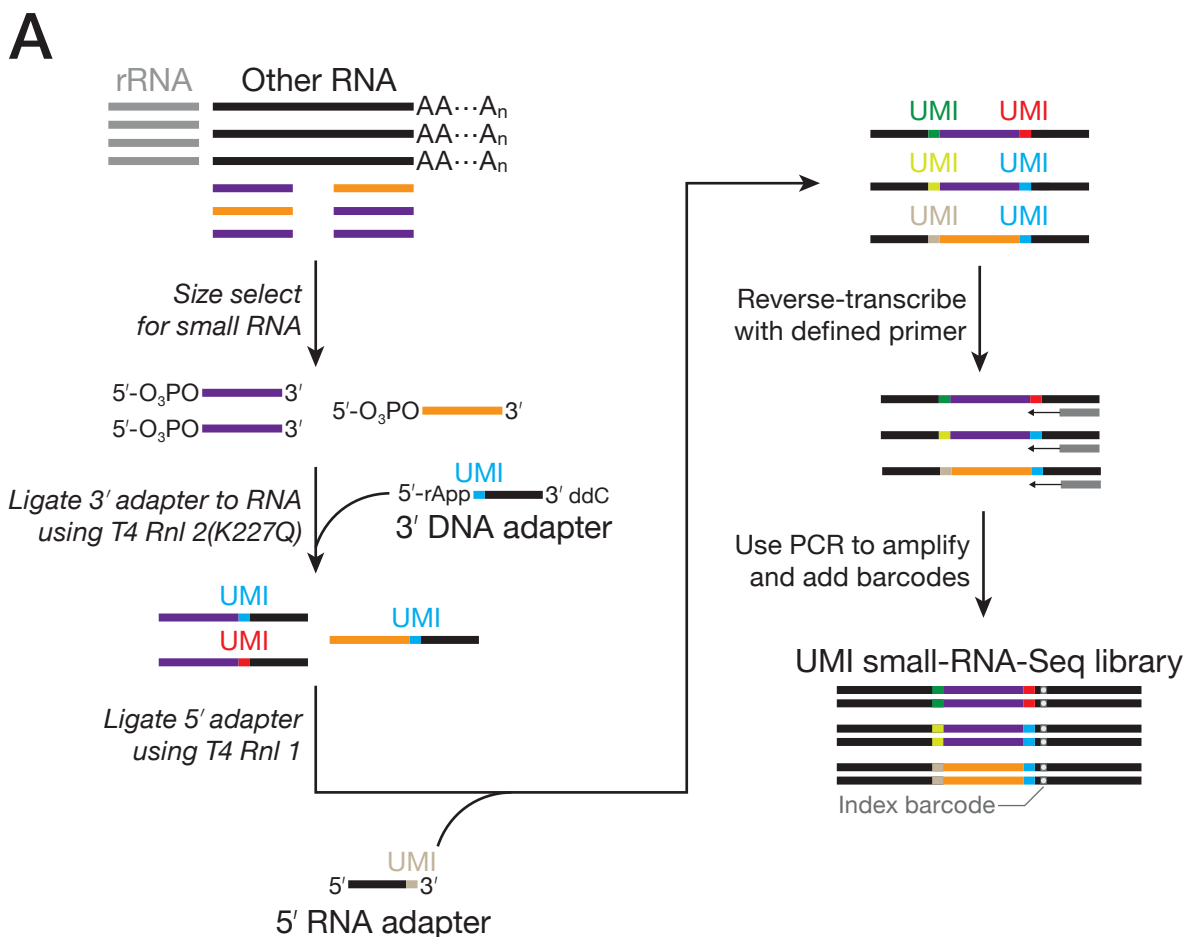 A
rRNA
Other RNA
AA···Aₙ
AA···Aₙ
AA···Aₙ
Size select
for small RNA
5′-O₃PO
3′
5′-O₃PO
3′
5′-O₃PO
3′
Ligate 3′ adapter to RNA
using T4 Rnl 2(K227Q)
UMI
5′-rApp
3′ ddC
3′ DNA adapter
UMI
UMI
UMI
Ligate 5′ adapter
using T4 Rnl 1
UMI
5′
3′
5′ RNA adapter
UMI UMI
UMI UMI
UMI UMI
Reverse-transcribe
with defined primer
Use PCR to amplify
and add barcodes
UMI small-RNA-Seq library
Index barcode